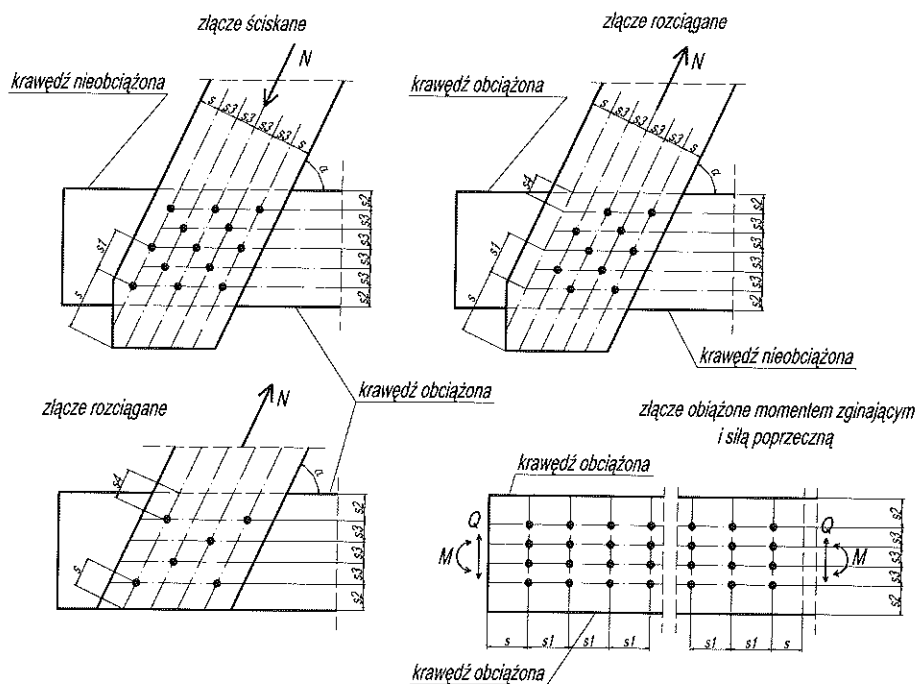 złącze ściskane
N
krawędź nieobciążona
s s3 s3 s3 s3 s
α
s2
s3
s3
s3
s3
s2
s1
s
złącze rozciągane
N
krawędź obciążona
s s3 s3 s3 s3 s
α
s4
s1
s
s2
s3
s3
s3
s3
s2
krawędź nieobciążona
krawędź obciążona
złącze rozciągane
N
α
s4
s
s2
s3
s3
s3
s2
złącze obiążone momentem zginającym
i siłą poprzeczną
krawędź obciążona
Q
M
Q
M
s2
s3
s3
s3
s2
s s1 s1 s1
s1 s1 s
krawędź obciążona